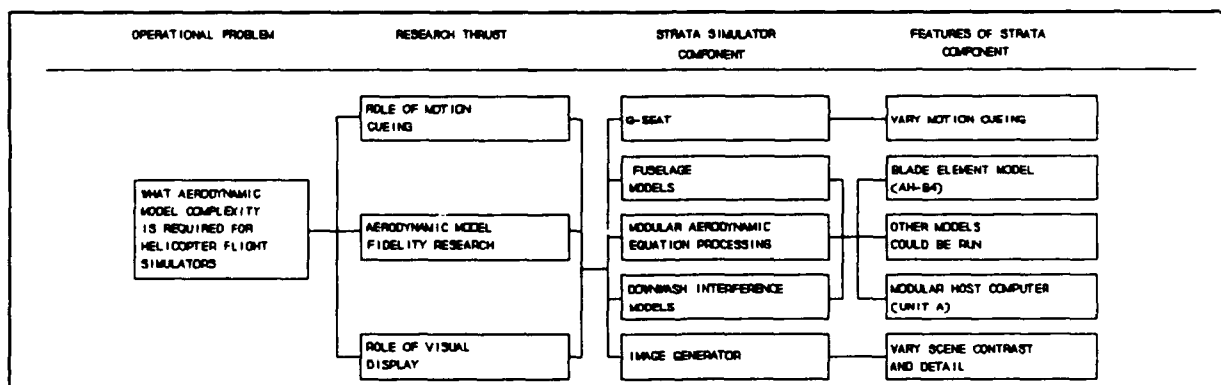 OPERATIONAL PROBLEM
RESEARCH THRUST
STRATA SIMULATOR
COMPONENT
FEATURES OF STRATA
COMPONENT
WHAT AERODYNAMIC
MODEL COMPLEXITY
IS REQUIRED FOR
HELICOPTER FLIGHT
SIMULATORS
ROLE OF MOTION
CUEING
AERODYNAMIC MODEL
FIDELITY RESEARCH
ROLE OF VISUAL
DISPLAY
G-SEAT
FUSELAGE
MODELS
MODULAR AERODYNAMIC
EQUATION PROCESSING
DOWNWASH INTERFERENCE
MODELS
IMAGE GENERATOR
VARY MOTION CUEING
BLADE ELEMENT MODEL
(AH-64)
OTHER MODELS
COULD BE RUN
MODULAR HOST COMPUTER
(UNIT A)
VARY SCENE CONTRAST
AND DETAIL